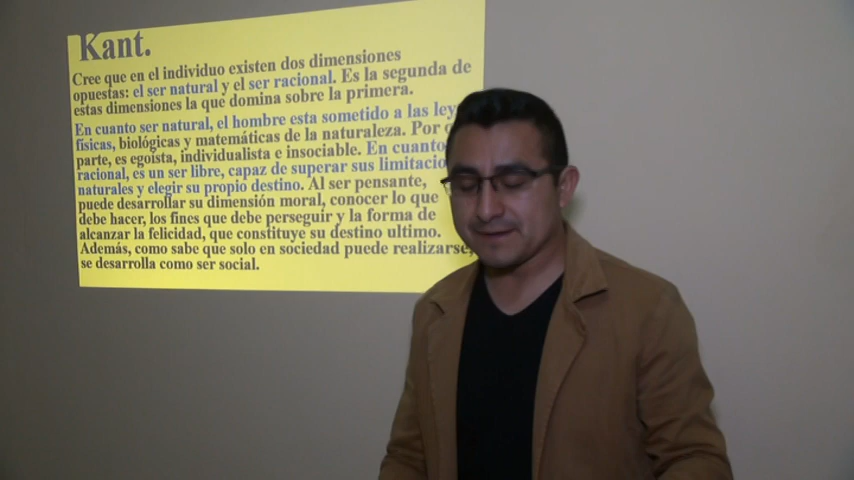 Kant.
Cree que en el individuo existen dos dimensiones
opuestas: el ser natural y el ser racional. Es la segunda de
estas dimensiones la que domina sobre la primera.
En cuanto ser natural, el hombre esta sometido a las ley
físicas, biológicas y matemáticas de la naturaleza. Por
parte, es egoísta, individualista e insociable. En cuanto
racional, es un ser libre, capaz de superar sus limitacio
naturales y elegir su propio destino. Al ser pensante,
puede desarrollar su dimensión moral, conocer lo que
debe hacer, los fines que debe perseguir y la forma de
alcanzar la felicidad, que constituye su destino ultimo.
Además, como sabe que solo en sociedad puede realizarse,
se desarrolla como ser social.